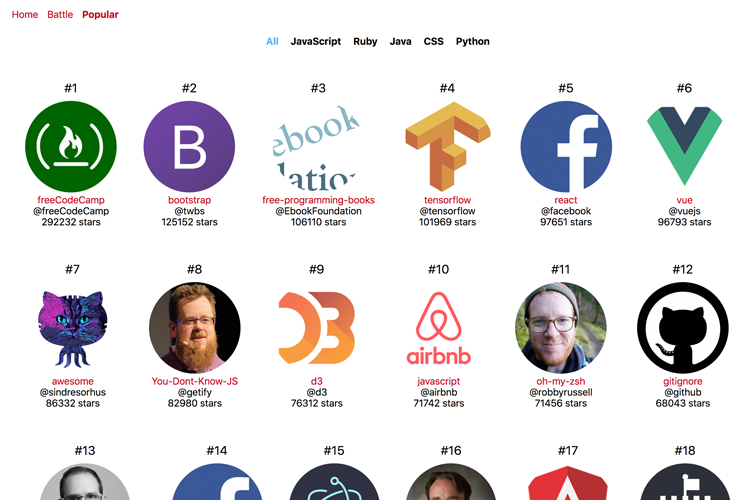 Home Battle Popular
All JavaScript Ruby Java CSS Python
#1 #2 #3 #4 #5 #6
B
ebook
datio
f
freeCodeCamp bootstrap free-programming-books tensorflow react vue
@freeCodeCamp @twbs @EbookFoundation @tensorflow @facebook @vuejs
292232 stars 125152 stars 106110 stars 101969 stars 97651 stars 96793 stars
#7 #8 #9 #10 #11 #12
D3
airbnb
awesome You-Dont-Know-JS d3 javascript oh-my-zsh gitignore
@sindresorhus @getify @d3 @airbnb @robbyrussell @github
86332 stars 82980 stars 76312 stars 71742 stars 71456 stars 68043 stars
#13 #14 #15 #16 #17 #18